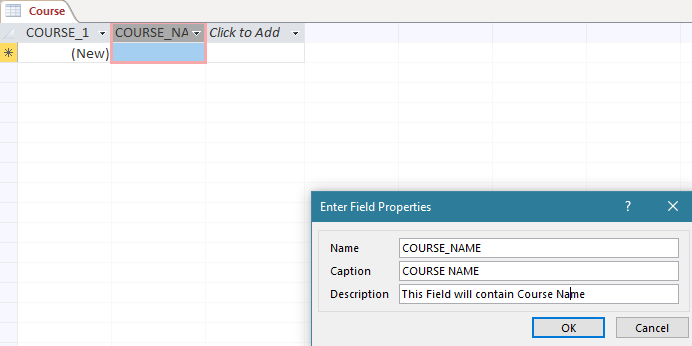 Course
COURSE_1 COURSE_NA Click to Add
(New)
Enter Field Properties ?
Name COURSE_NAME
Caption COURSE NAME
Description This Field will contain Course Name
OK Cancel